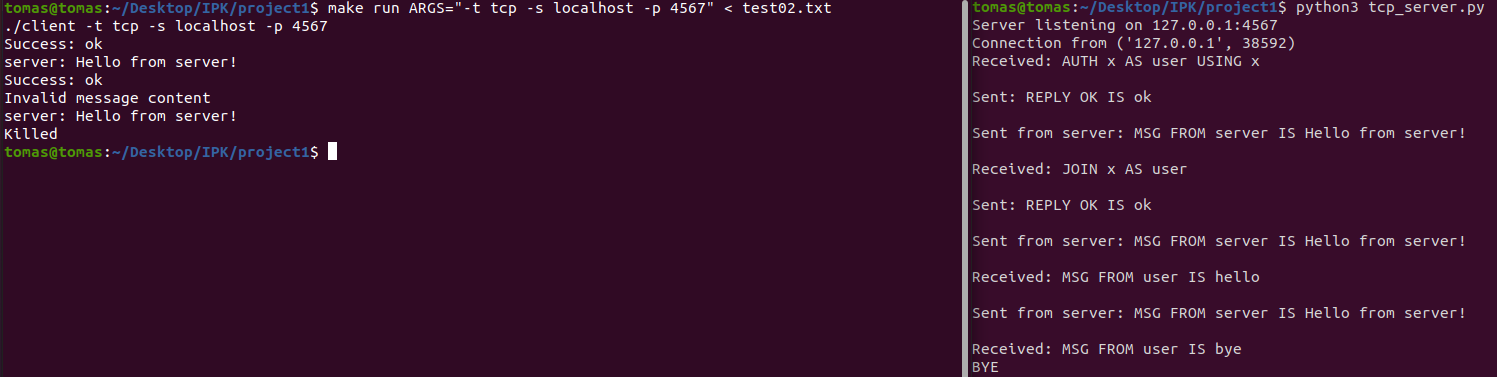 tomas@tomas:~/Desktop/IPK/project1$ make run ARGS="-t tcp -s localhost -p 4567" < test02.txt
./client -t tcp -s localhost -p 4567
Success: ok
server: Hello from server!
Success: ok
Invalid message content
server: Hello from server!
Killed
tomas@tomas:~/Desktop/IPK/project1$
tomas@tomas:~/Desktop/IPK/project1$ python3 tcp_server.py
Server listening on 127.0.0.1:4567
Connection from ('127.0.0.1', 38592)
Received: AUTH x AS user USING x
Sent: REPLY OK IS ok
Sent from server: MSG FROM server IS Hello from server!
Received: JOIN x AS user
Sent: REPLY OK IS ok
Sent from server: MSG FROM server IS Hello from server!
Received: MSG FROM user IS hello
Sent from server: MSG FROM server IS Hello from server!
Received: MSG FROM user IS bye
BYE